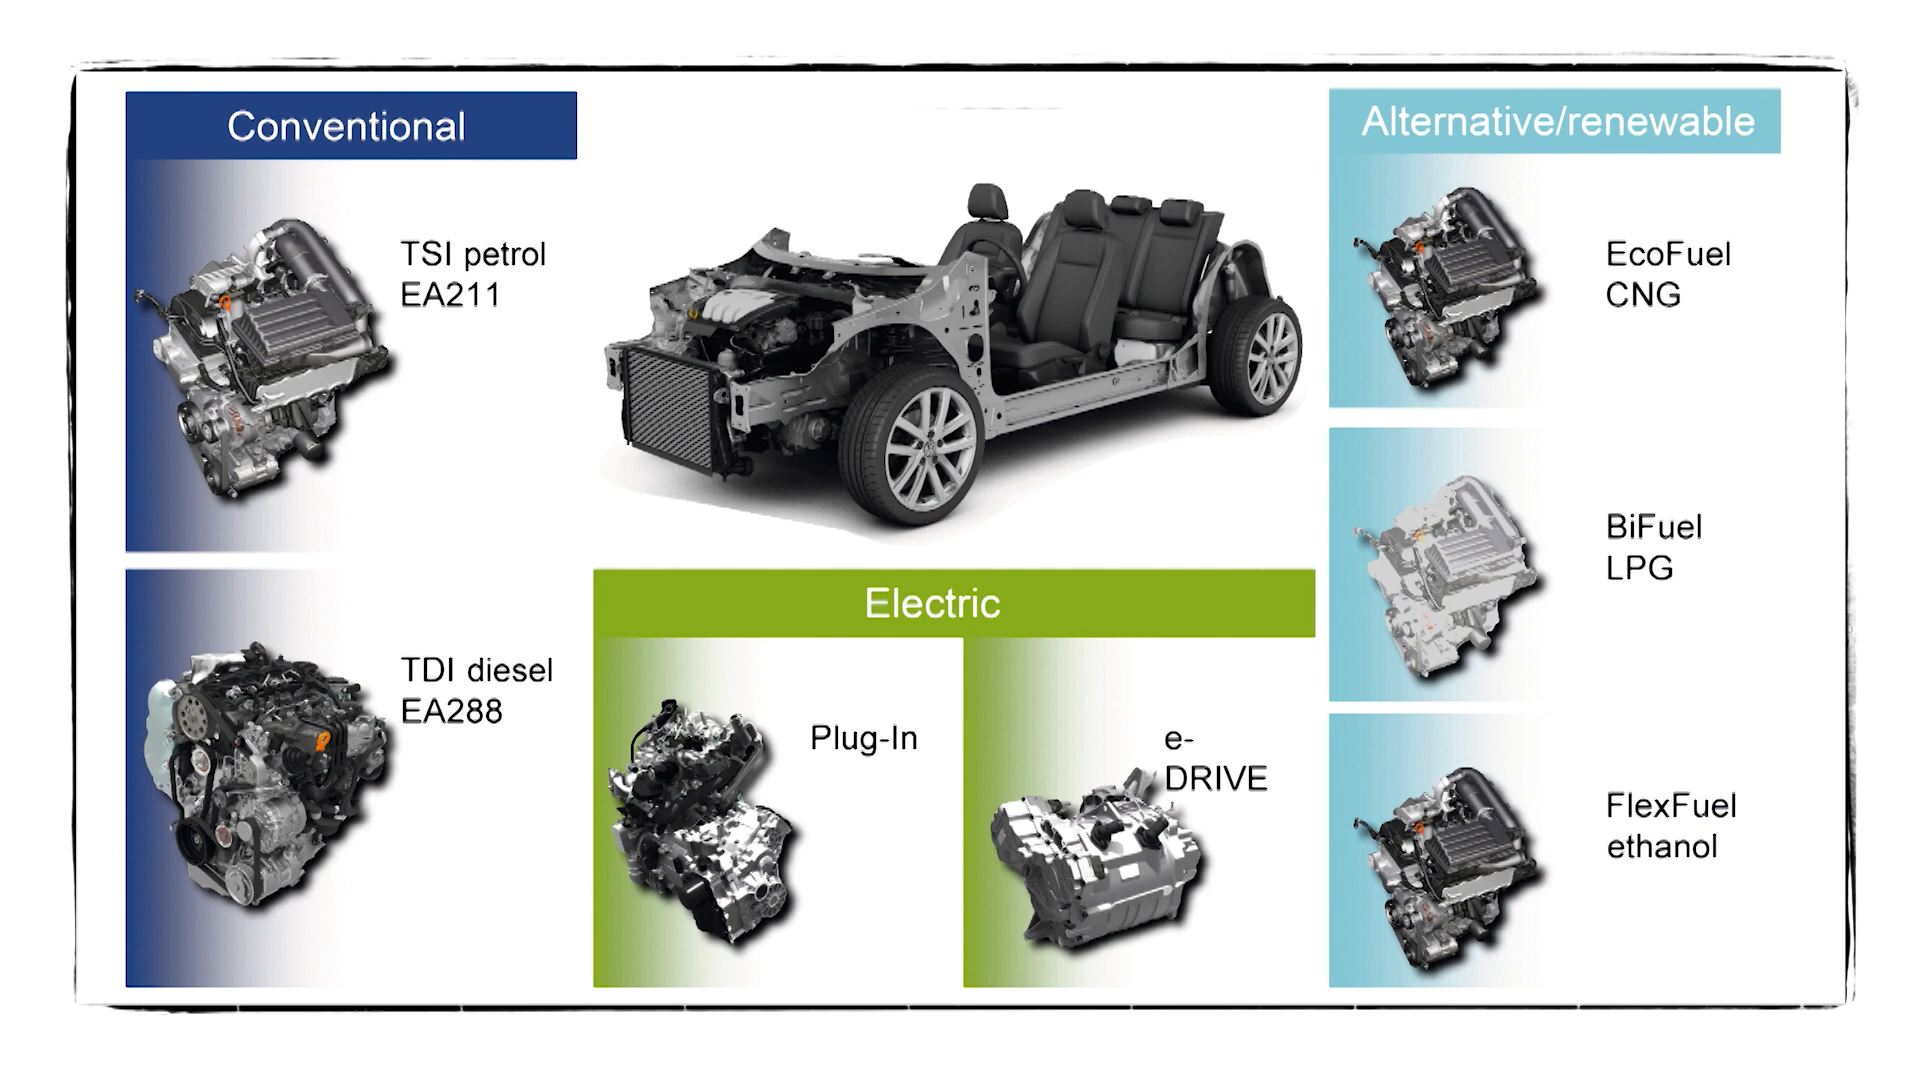 Conventional
TSI petrol
EA211
TDI diesel
EA288
Electric
Plug-In
e-
DRIVE
Alternative/renewable
EcoFuel
CNG
BiFuel
LPG
FlexFuel
ethanol